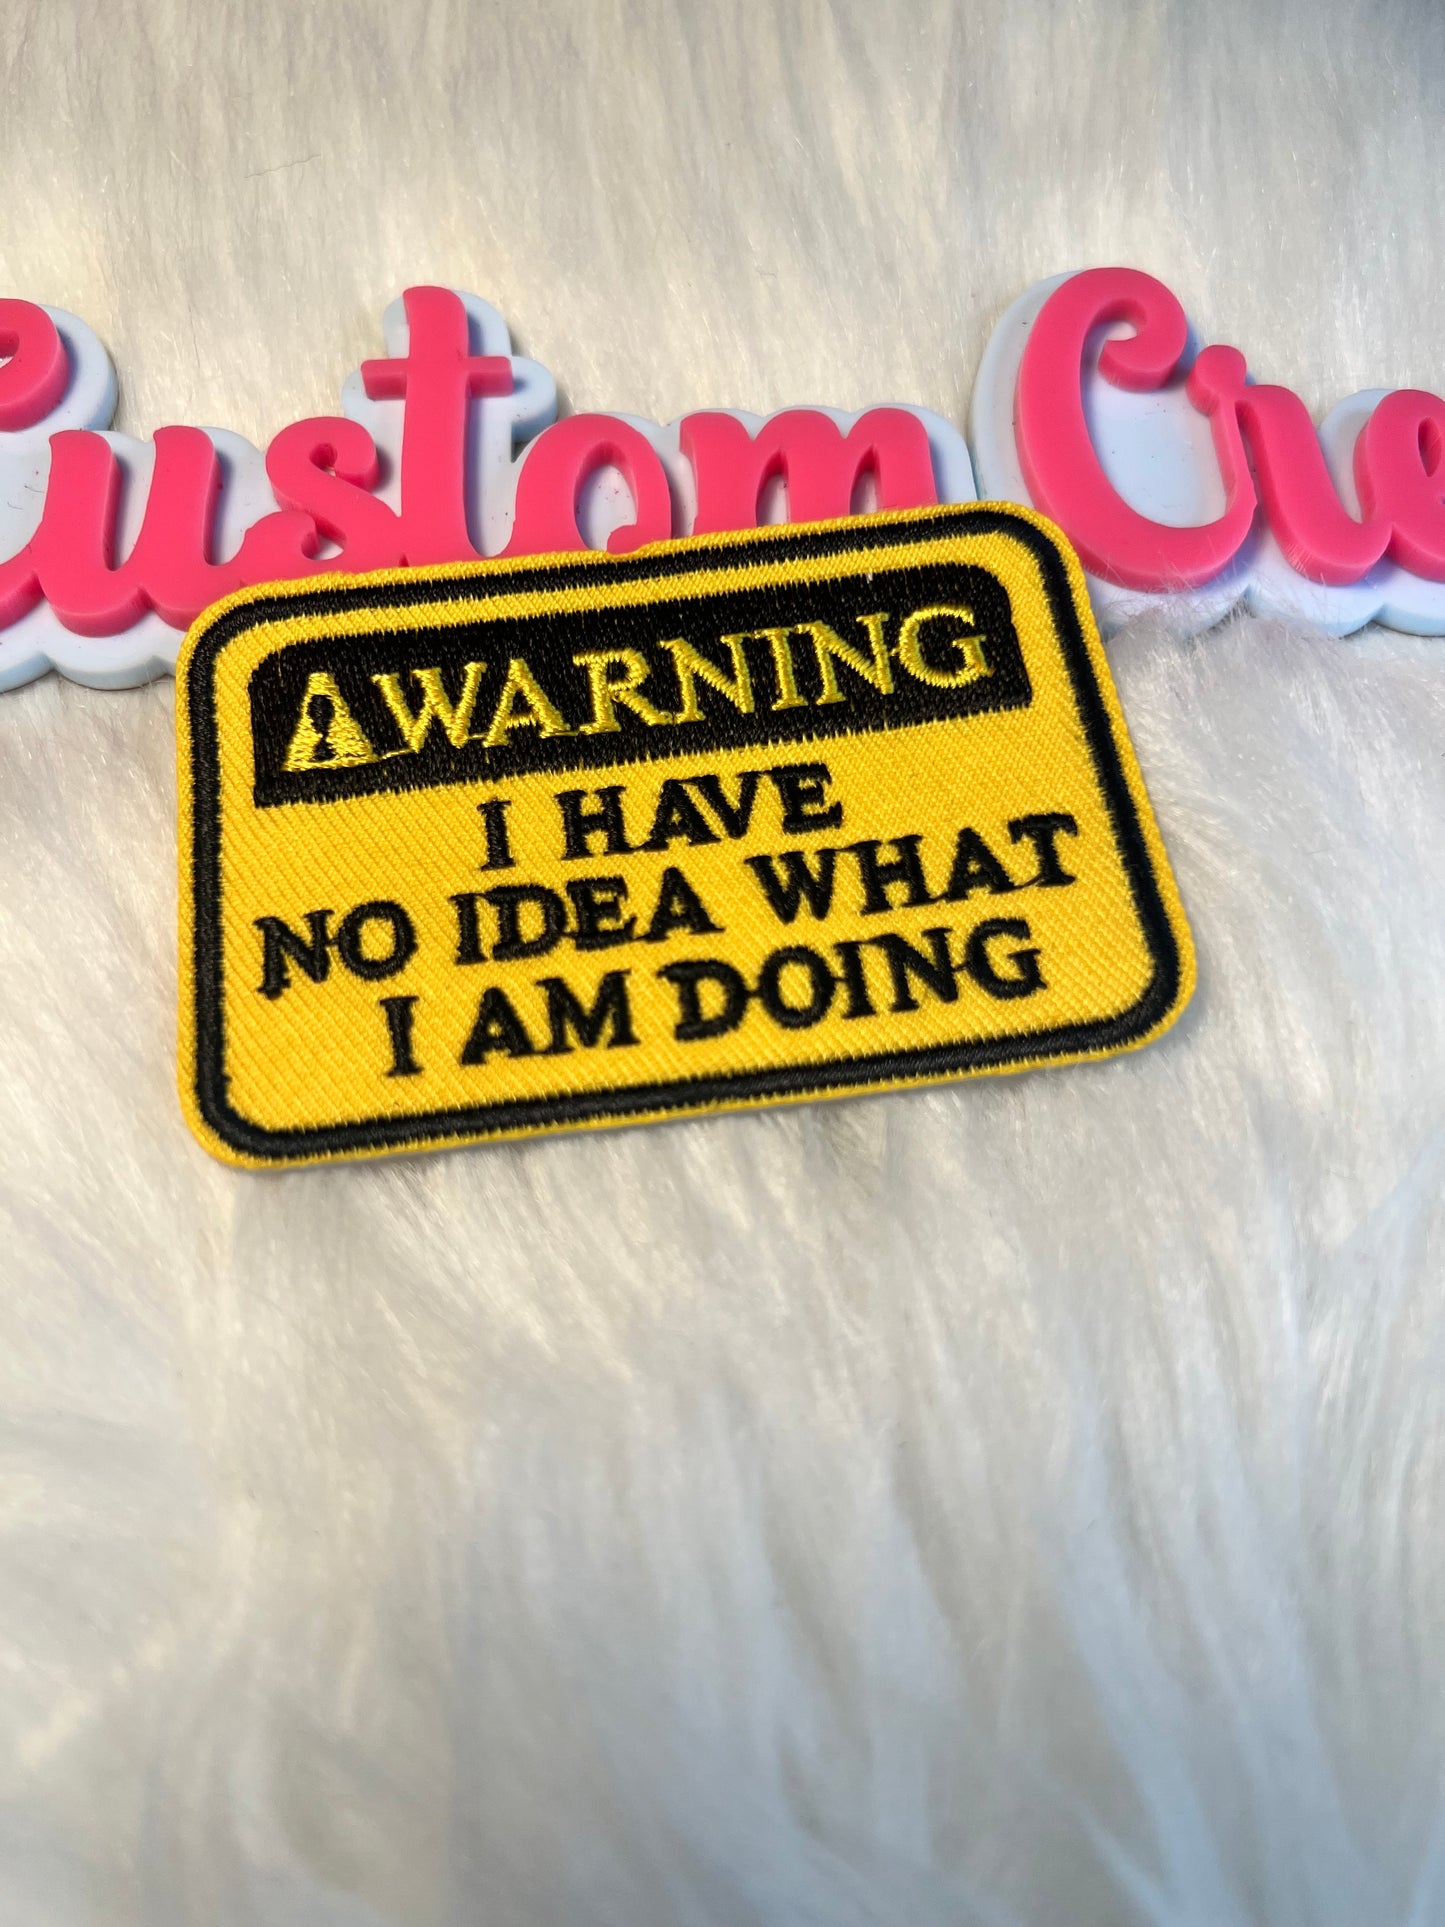 Custom Cre
WARNING
I HAVE
NO IDEA WHAT
I AM DOING